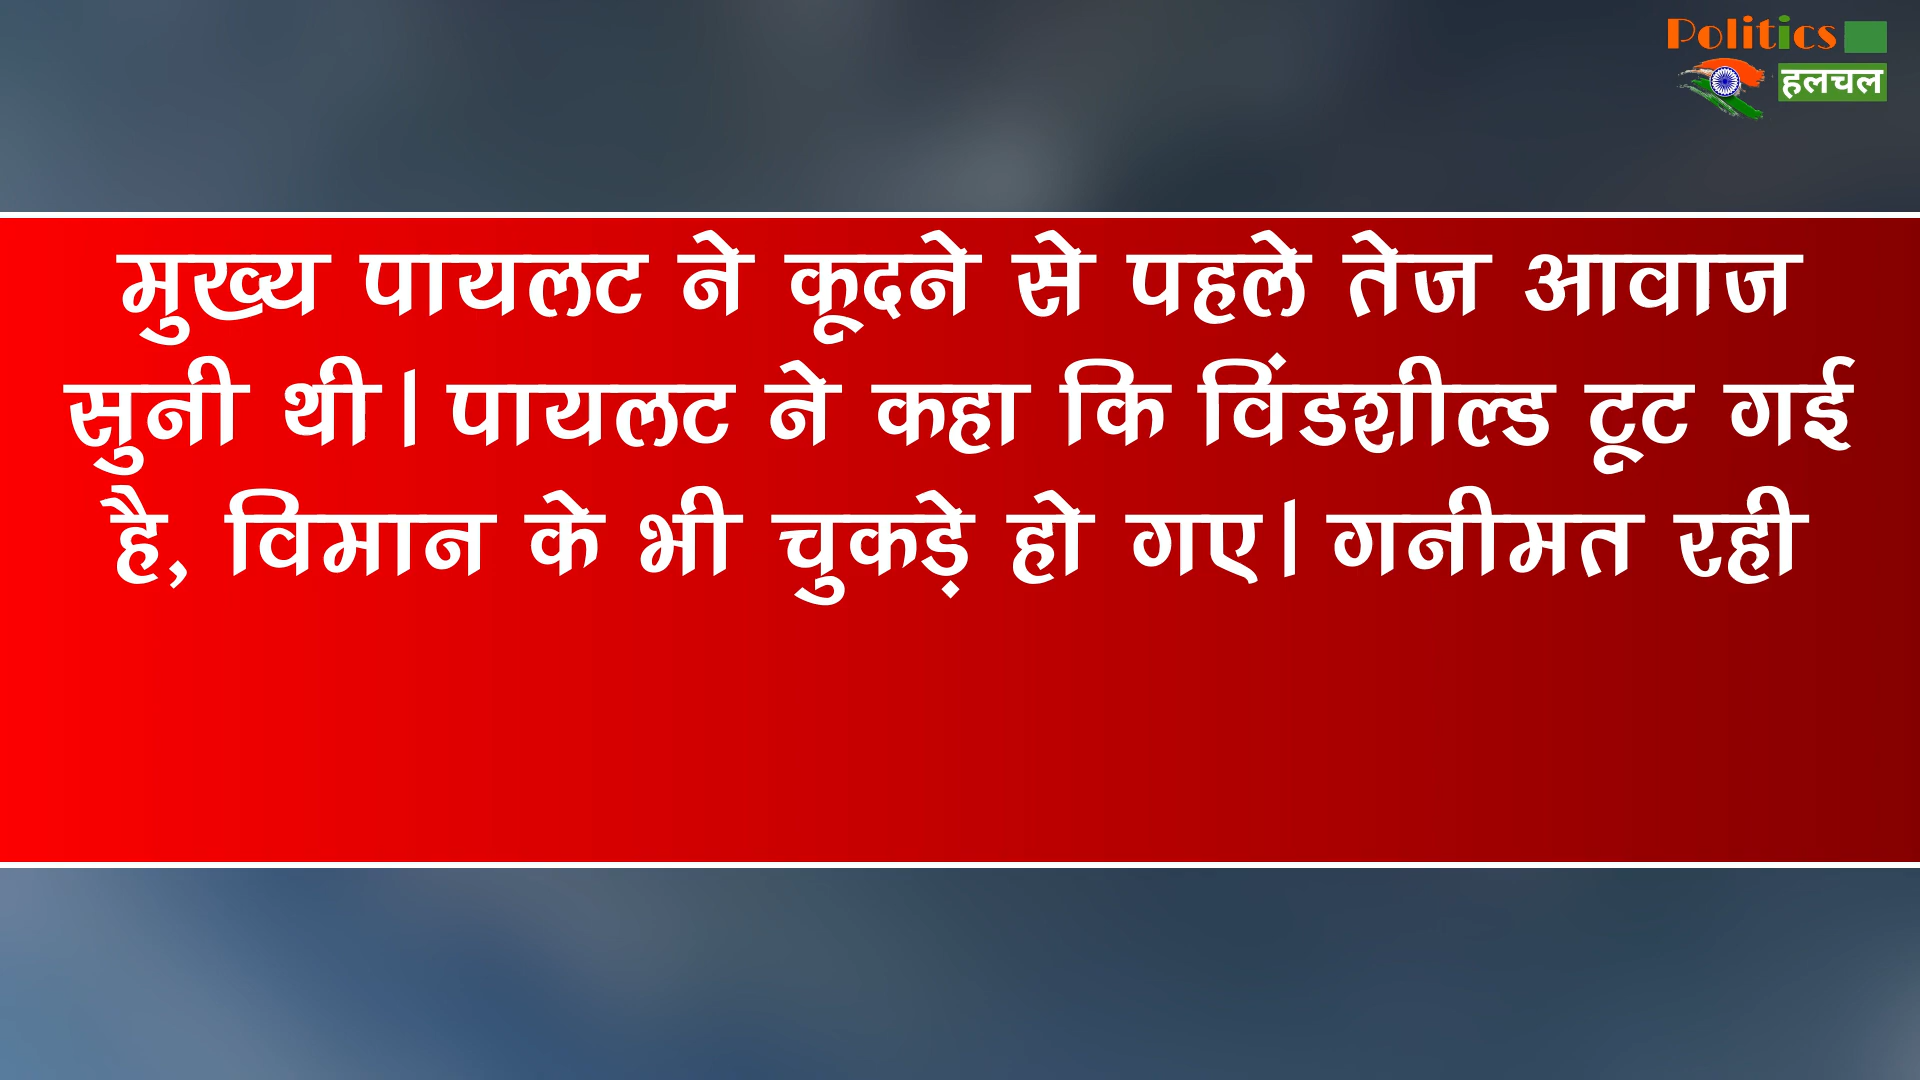 Politics
हलचल
मुख्य पायलट ने कूदने से पहले तेज आवाज
सुनी थी। पायलट ने कहा कि विंडशील्ड टूट गई
है, विमान के भी चुकड़े हो गए। गनीमत रही